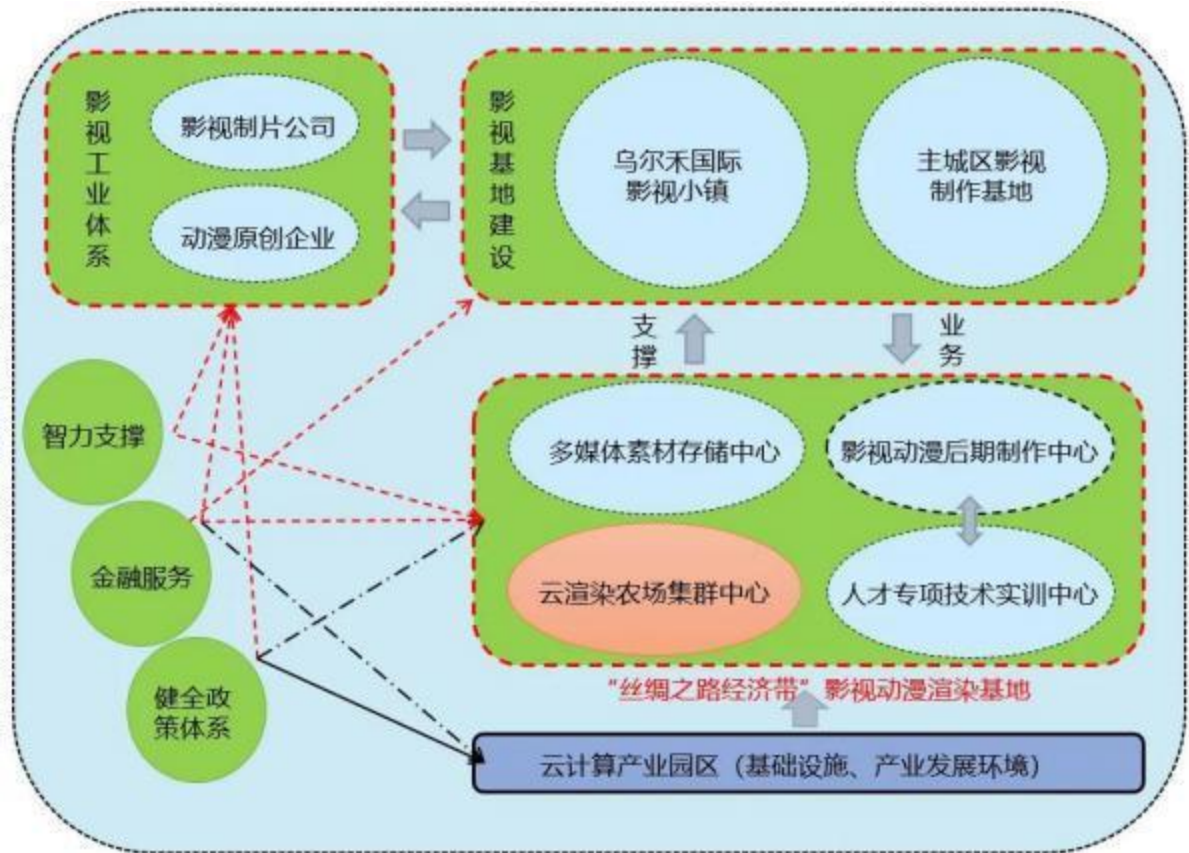 影视工业体系
影视制片公司
动漫原创企业
影视基地建设
乌尔禾国际
影视小镇
主城区影视
制作基地
支撑
业务
智力支撑
金融服务
健全政
策体系
多媒体素材存储中心
影视动漫后期制作中心
云渲染农场集群中心
人才专项技术实训中心
“丝绸之路经济带”影视动漫渲染基地
云计算产业园区（基础设施、产业发展环境）